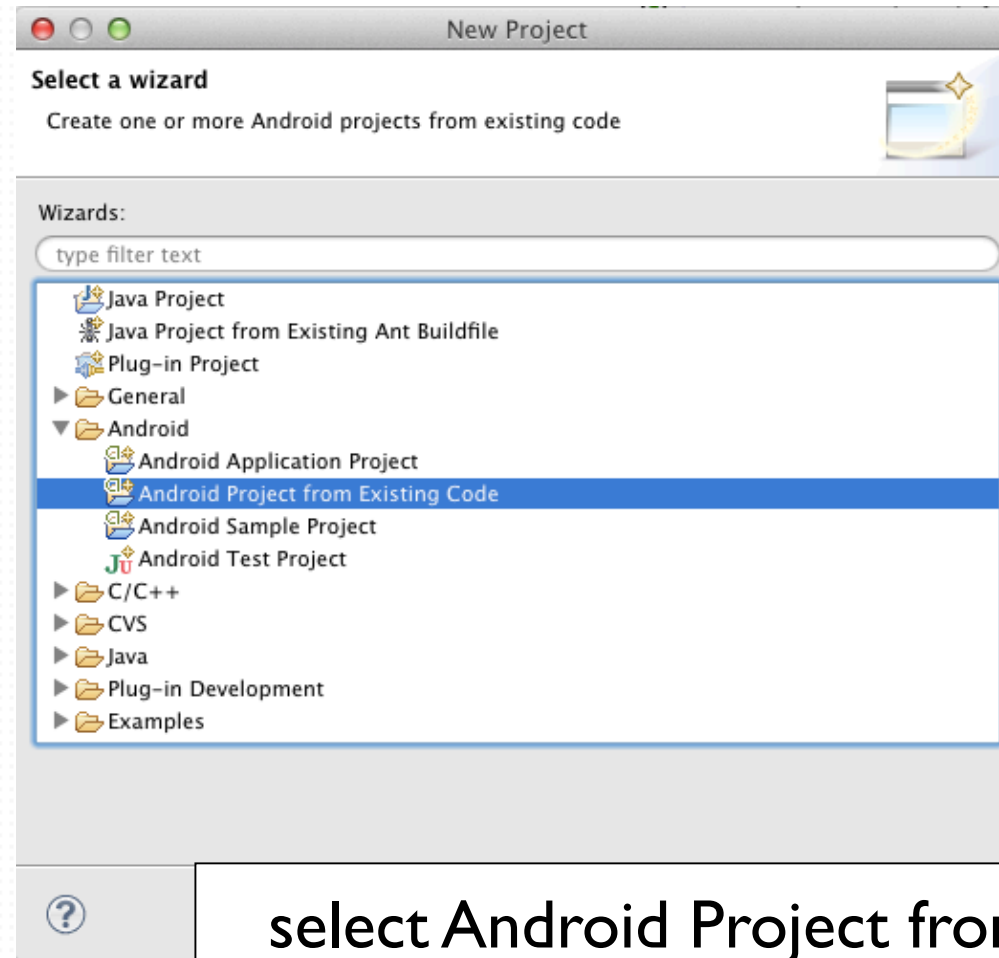 New Project
Select a wizard
Create one or more Android projects from existing code
Wizards:
type filter text
Java Project
Java Project from Existing Ant Buildfile
Plug-in Project
General
Android
Android Application Project
Android Project from Existing Code
Android Sample Project
Android Test Project
C/C++
CVS
Java
Plug-in Development
Examples
?
select Android Project from